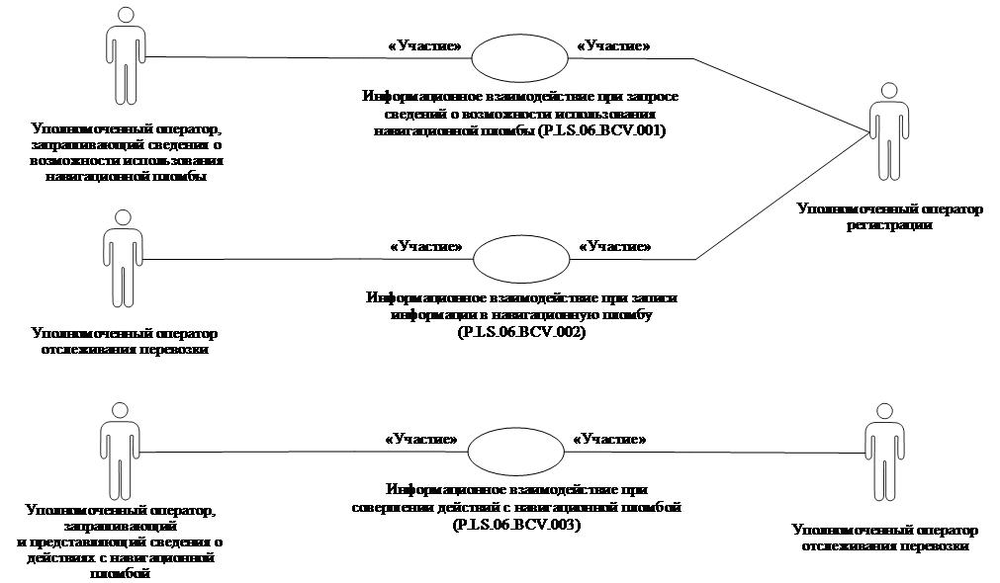 «Участие»
«Участие»
Информационное взаимодействие при запросе
сведений о возможности использования
навигационной пломбы (P.LS.06.BCV.001)
Уполномоченный оператор,
запрашивающий сведения о
возможности использования
навигационной пломбы
Уполномоченный оператор
регистрации
«Участие»
«Участие»
Информационное взаимодействие при записи
информации в навигационную пломбу
(P.LS.06.BCV.002)
Уполномоченный оператор
отслеживания перевозки
«Участие»
«Участие»
Информационное взаимодействие при
совершении действий с навигационной пломбой
(P.LS.06.BCV.003)
Уполномоченный оператор,
запрашивающий
и представляющий сведения о
действиях с навигационной
пломбой
Уполномоченный оператор
отслеживания перевозки